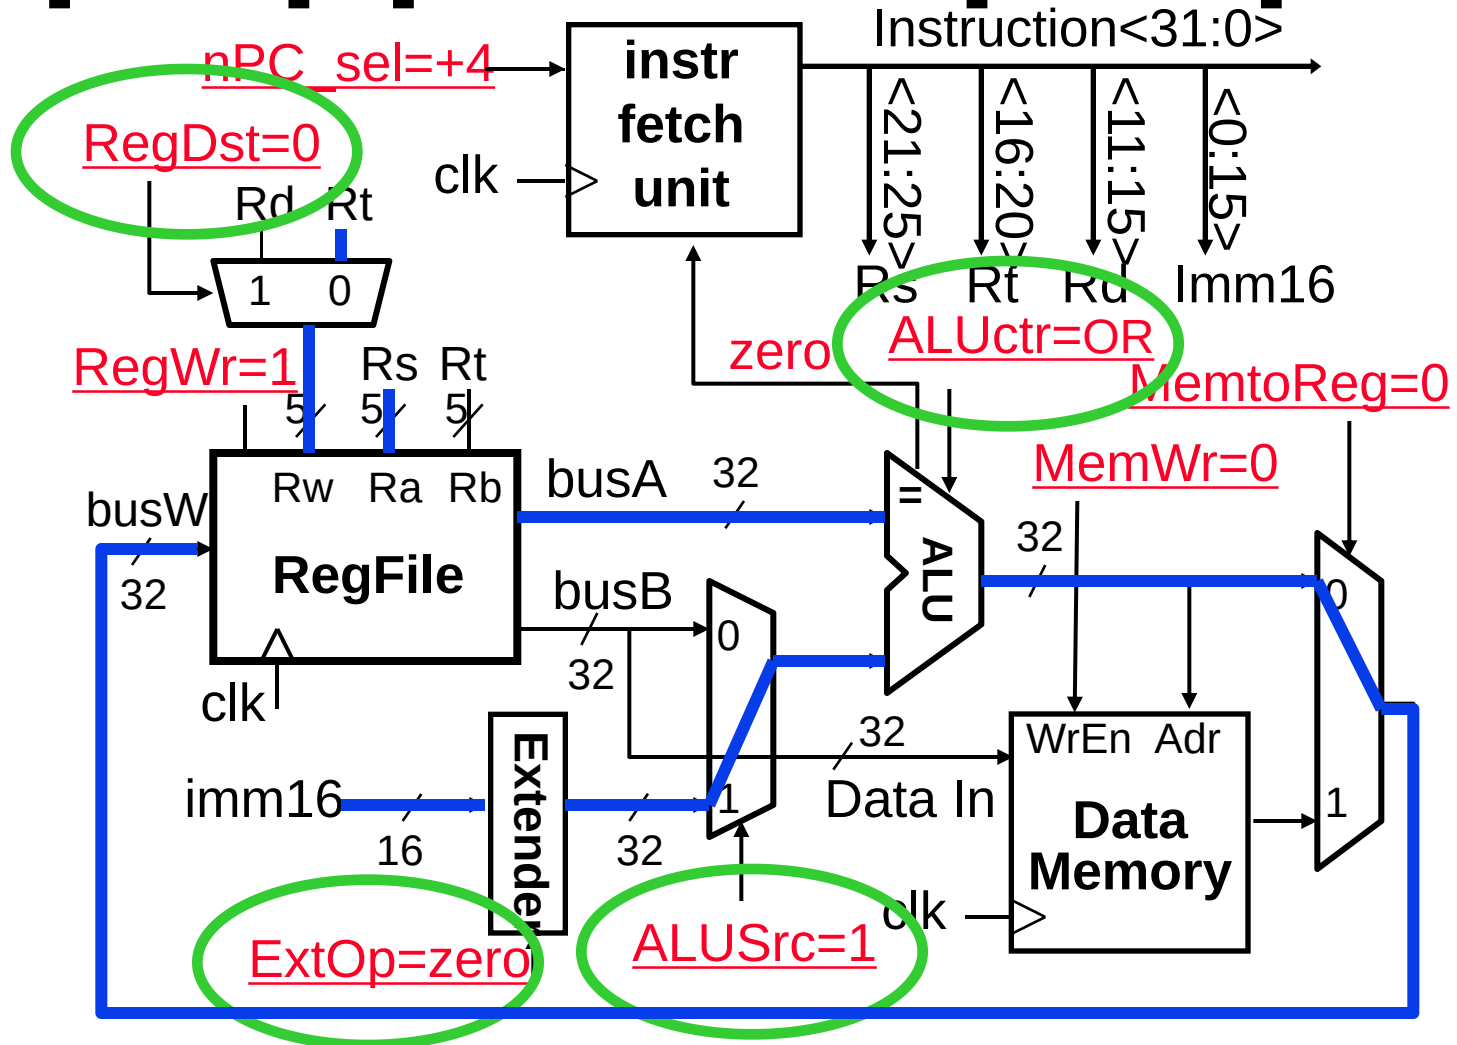 Instruction<31:0>
nPC_sel=+4
instr
fetch
unit
<21:25>
<16:20>
<11:15>
<0:15>
RegDst=0
clk
Rd
Rt
1
0
Rs
Rt
Rd
Imm16
zero
ALUctr=OR
RegWr=1
Rs
Rt
5
5
5
MemtoReg=0
MemWr=0
busW
32
Rw
Ra
Rb
RegFile
clk
busA
32
busB
32
=
ALU
32
0
1
0
1
imm16
16
Extender
32
32
Data In
WrEn
Adr
Data
Memory
clk
ExtOp=zero
ALUSrc=1